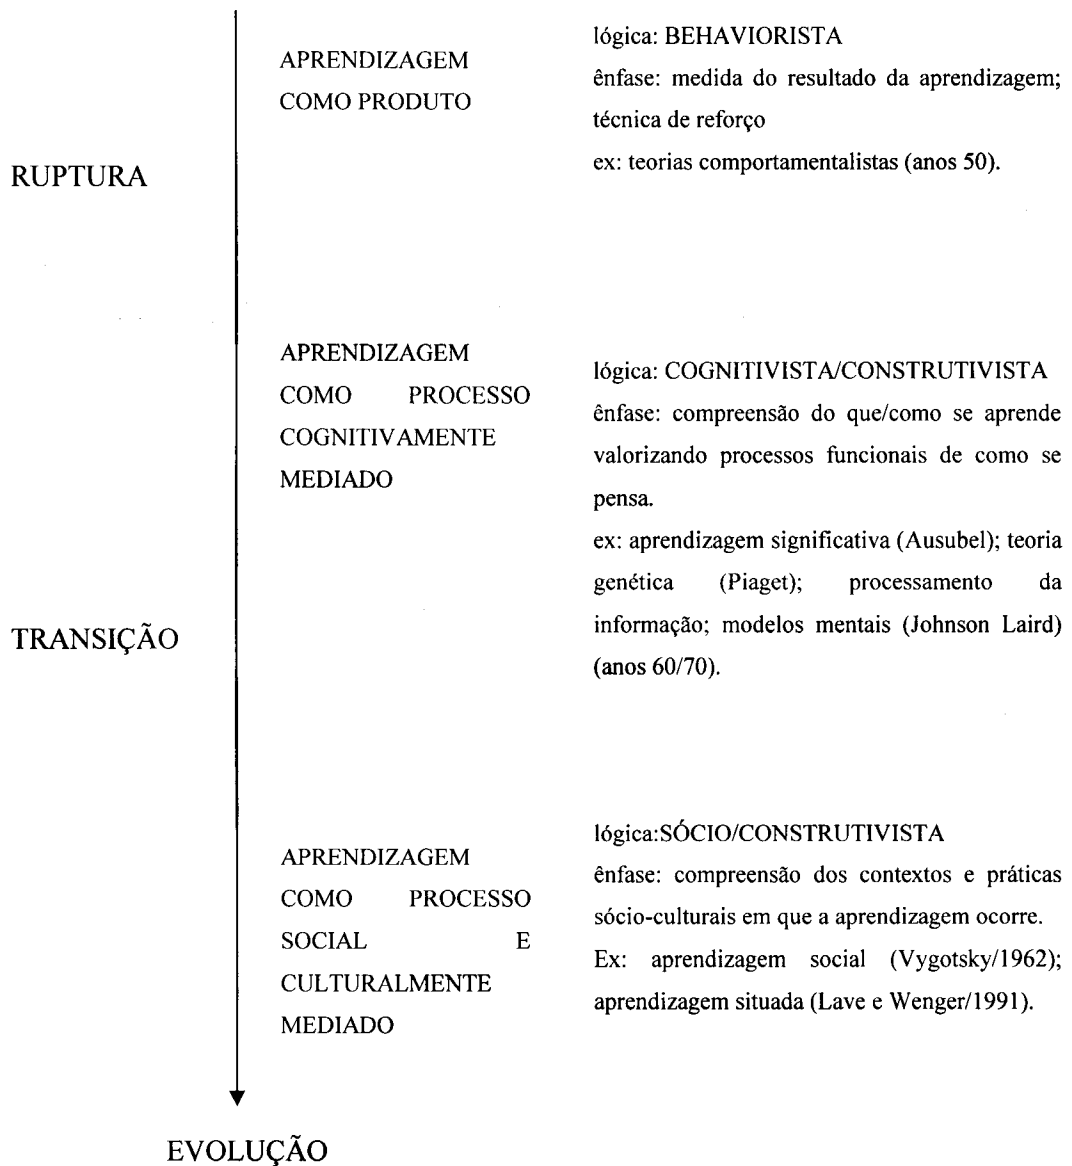 APRENDIZAGEM
COMO PRODUTO
lógica: BEHAVIORISTA
ênfase: medida do resultado da aprendizagem;
técnica de reforço
ex: teorias comportamentalistas (anos 50).
RUPTURA
APRENDIZAGEM
COMO PROCESSO
COGNITIVAMENTE
MEDIADO
lógica: COGNITIVISTA/CONSTRUTIVISTA
ênfase: compreensão do que/como se aprende
valorizando processos funcionais de como se
pensa.
ex: aprendizagem significativa (Ausubel); teoria
genética (Piaget); processamento da
informação; modelos mentais (Johnson Laird)
(anos 60/70).
TRANSIÇÃO
APRENDIZAGEM
COMO PROCESSO
SOCIAL E
CULTURALMENTE
MEDIADO
lógica:SÓCIO/CONSTRUTIVISTA
ênfase: compreensão dos contextos e práticas
sócio-culturais em que a aprendizagem ocorre.
Ex: aprendizagem social (Vygotsky/1962);
aprendizagem situada (Lave e Wenger/1991).
EVOLUÇÃO